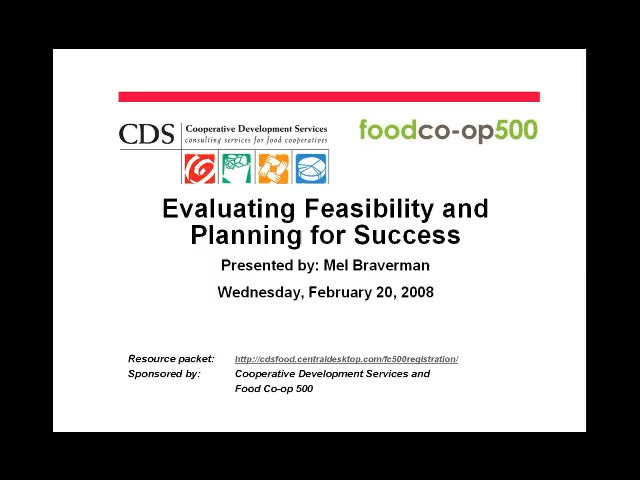 CDS
Cooperative Development Services
consulting services for food cooperatives
foodco-op500
Evaluating Feasibility and
Planning for Success
Presented by: Mel Braverman
Wednesday, February 20, 2008
Resource packet: http://cdsfood.centraldesktop.com/fc500registration/
Sponsored by: Cooperative Development Services and
Food Co-op 500